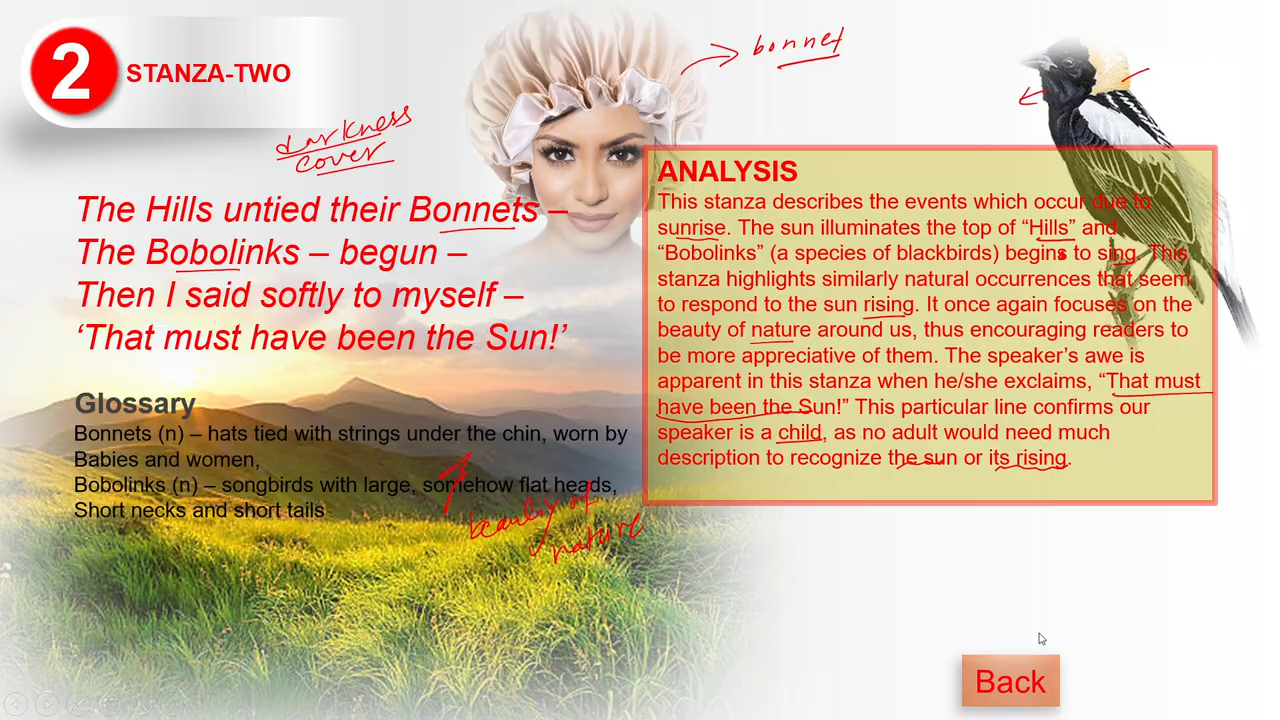 2
STANZA-TWO
bonnet
darkness
cover
The Hills untied their Bonnets –
The Bobolinks – begun –
Then I said softly to myself –
‘That must have been the Sun!’
Glossary
Bonnets (n) – hats tied with strings under the chin, worn by
Babies and women,
Bobolinks (n) – songbirds with large, somehow flat heads,
Short necks and short tails
beauty of
nature
ANALYSIS
This stanza describes the events which occur due to
sunrise. The sun illuminates the top of “Hills” and
“Bobolinks” (a species of blackbirds) begins to sing. This
stanza highlights similarly natural occurrences that seem
to respond to the sun rising. It once again focuses on the
beauty of nature around us, thus encouraging readers to
be more appreciative of them. The speaker’s awe is
apparent in this stanza when he/she exclaims, “That must
have been the Sun!” This particular line confirms our
speaker is a child, as no adult would need much
description to recognize the sun or its rising.
Back